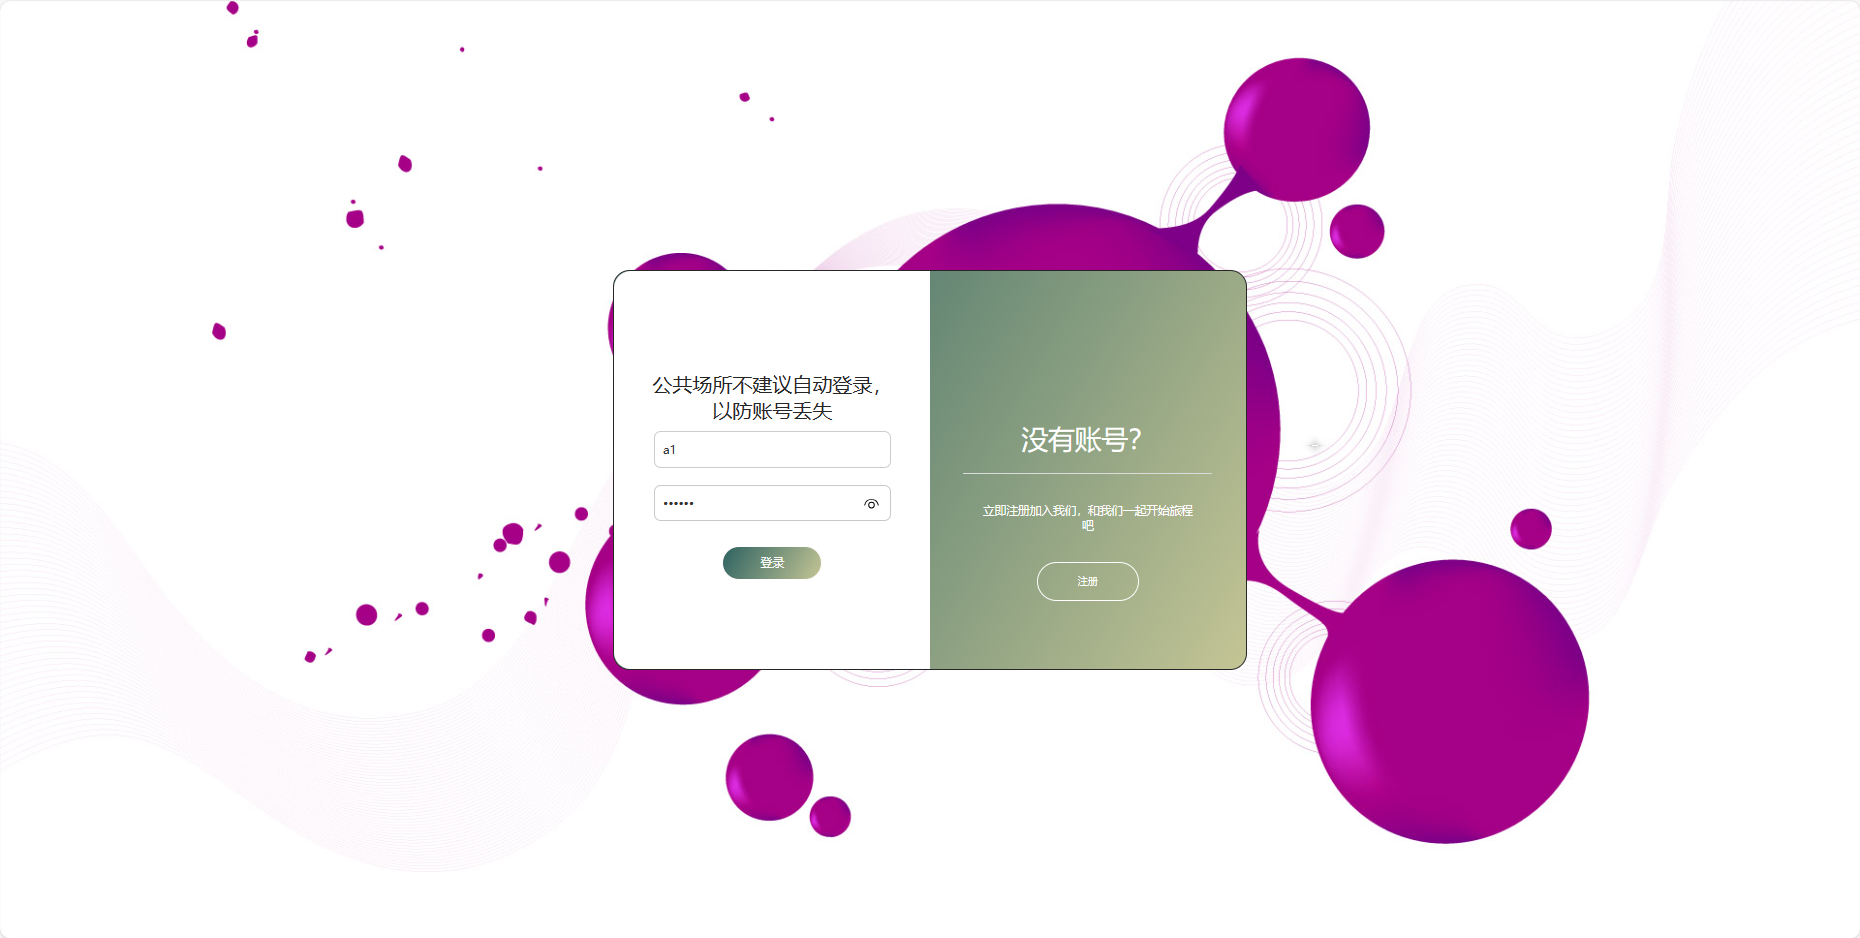 公共场所不建议自动登录，
以防账号丢失
a1
••••••
登录
没有账号？
立即注册加入我们，和我们一起开始旅程
吧
注册